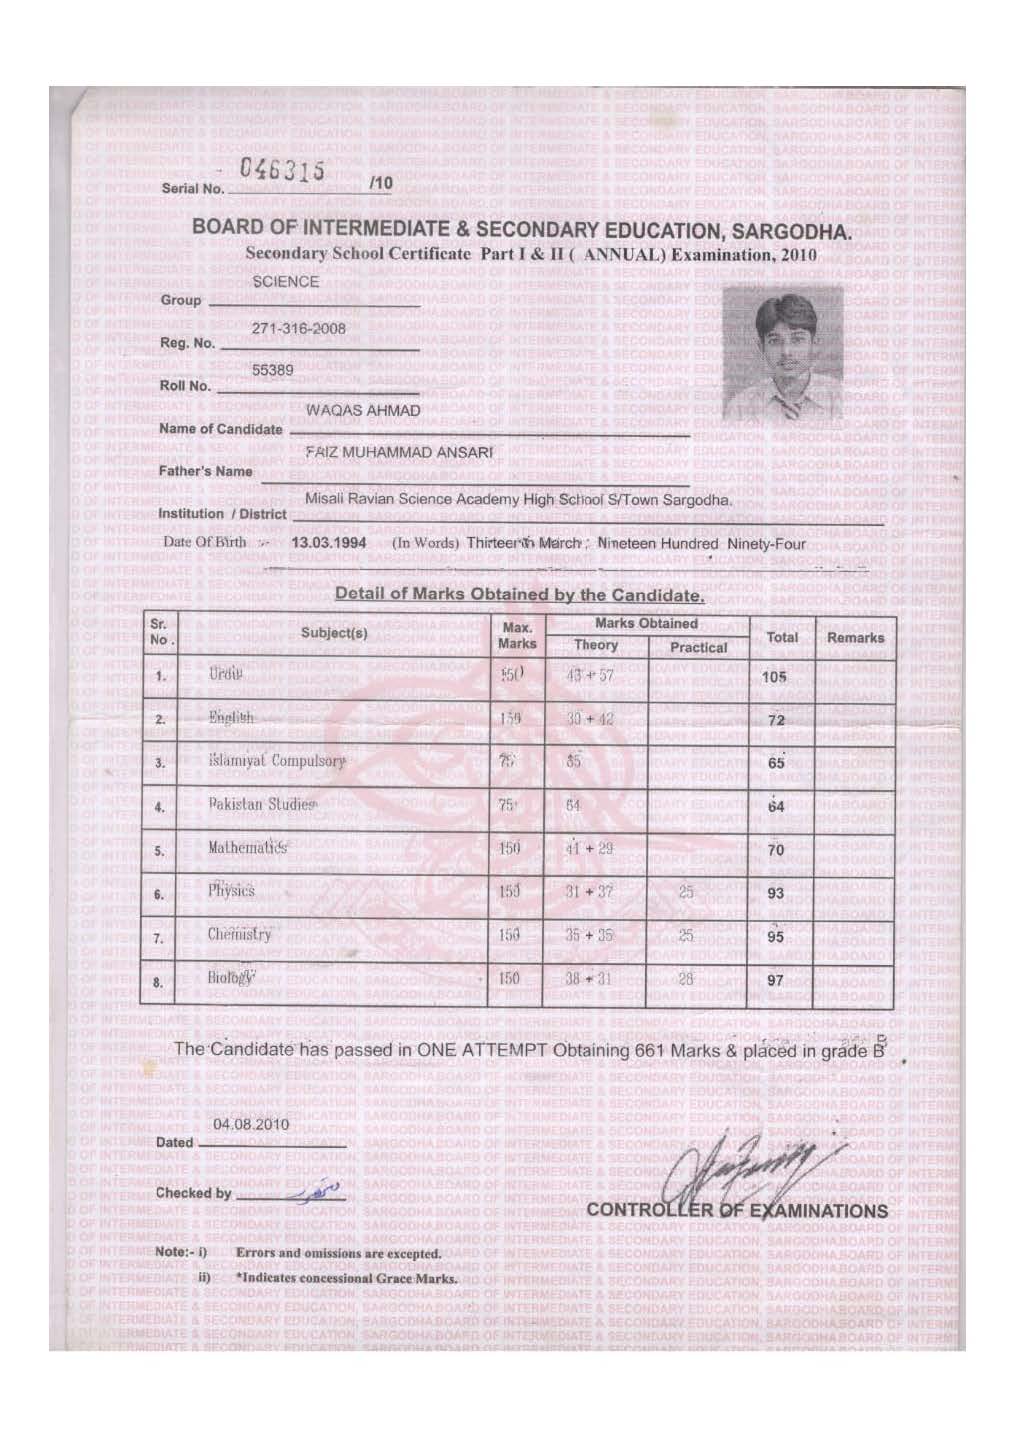 046315
Serial No. /10
BOARD OF INTERMEDIATE & SECONDARY EDUCATION, SARGODHA.
Secondary School Certificate Part I & II ( ANNUAL) Examination, 2010
Group SCIENCE
Reg. No. 271-316-2008
Roll No. 55389
Name of Candidate WAQAS AHMAD
Father's Name FAIZ MUHAMMAD ANSARI
Institution / District Misali Ravian Science Academy High School S/Town Sargodha.
Date Of Birth :- 13.03.1994 (In Words) Thirteenth March ; Nineteen Hundred Ninety-Four
Detail of Marks Obtained by the Candidate.
Sr. No. Subject(s) Max. Marks Marks Obtained Theory Practical Total Remarks
1. Urdu 150 + 57 105
2. English 150 30 + 42 72
3. Islamiyat Compulsory 75 65 65
4. Pakistan Studies 75 64 64
5. Mathematics 150 41 + 29 70
6. Physics 150 31 + 37 25 93
7. Chemistry 150 35 + 35 25 95
8. Biology 150 38 + 31 28 97
The Candidate has passed in ONE ATTEMPT Obtaining 661 Marks & placed in grade B
Dated 04.08.2010
Checked by
CONTROLLER OF EXAMINATIONS
Note:- i) Errors and omissions are excepted.
ii) *Indicates concessional Grace Marks.